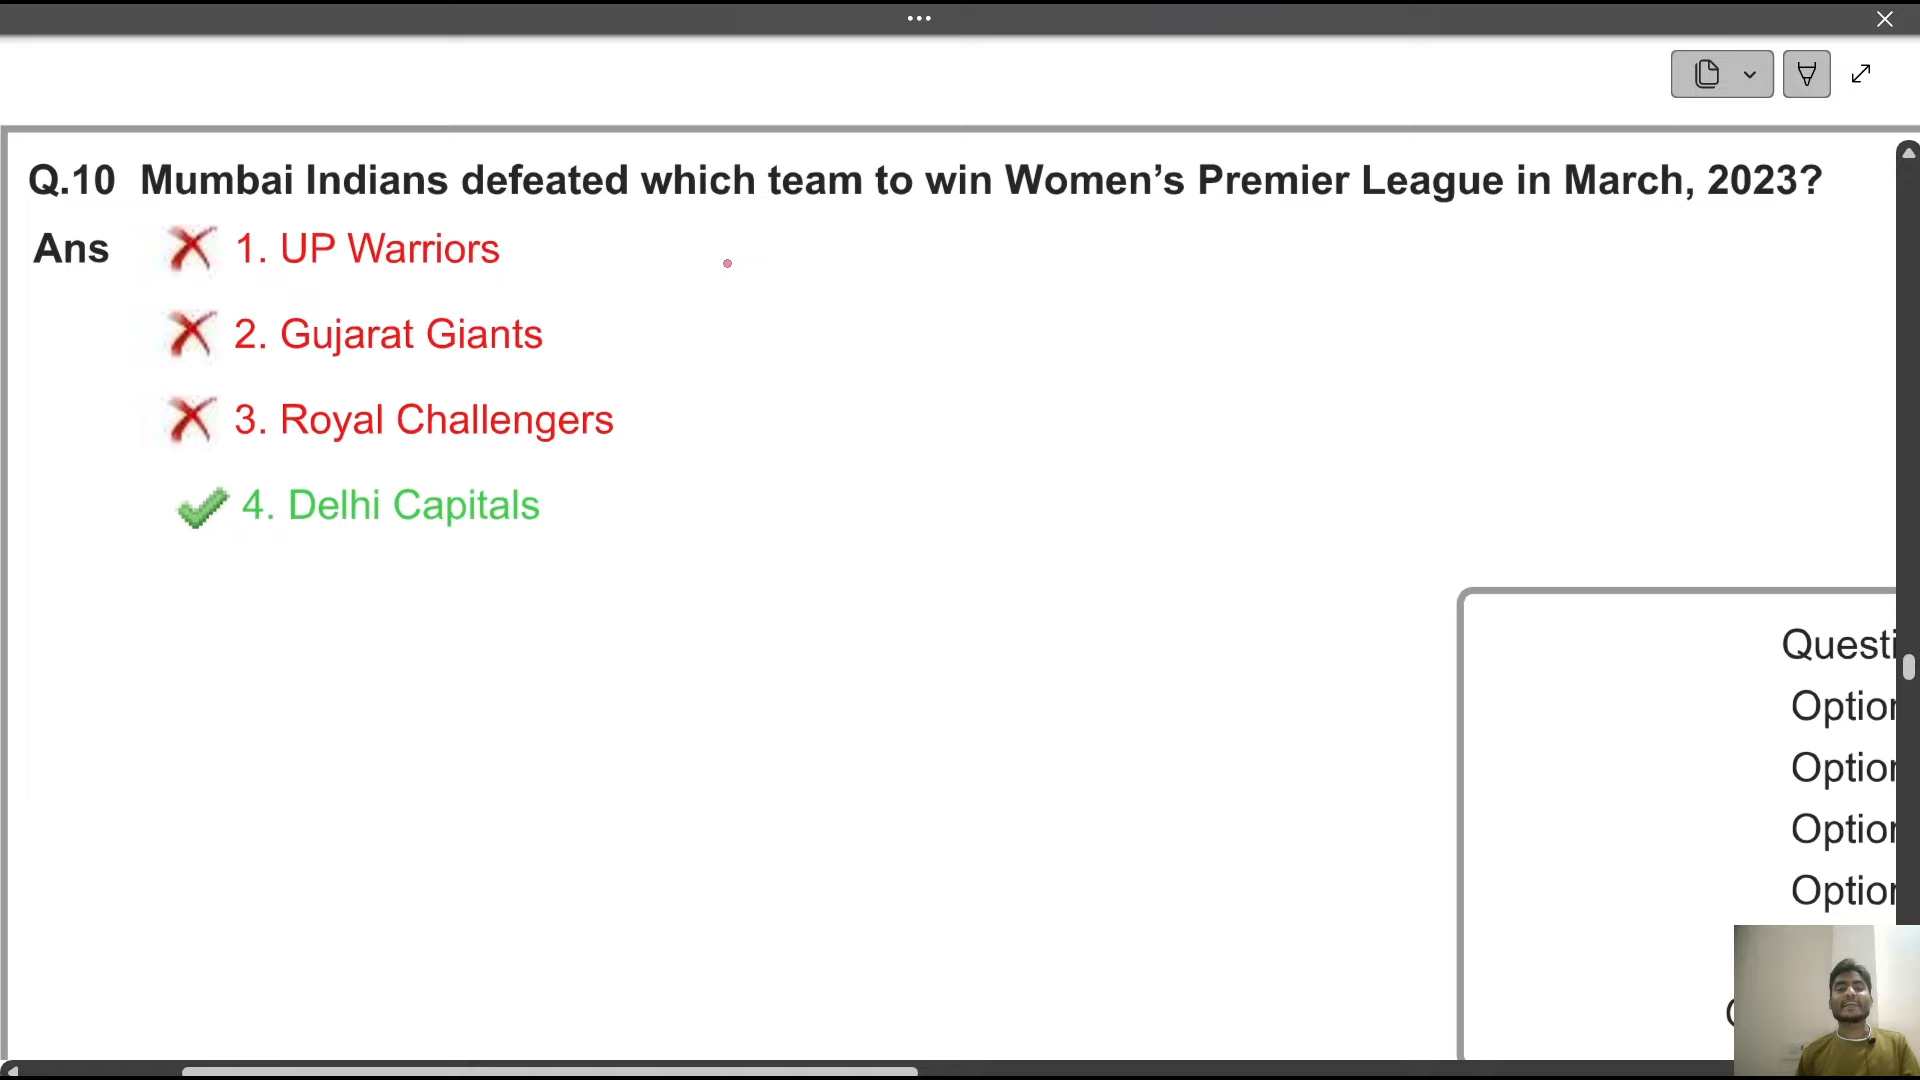 Q.10 Mumbai Indians defeated which team to win Women’s Premier League in March, 2023?
Ans 1. UP Warriors
2. Gujarat Giants
3. Royal Challengers
4. Delhi Capitals